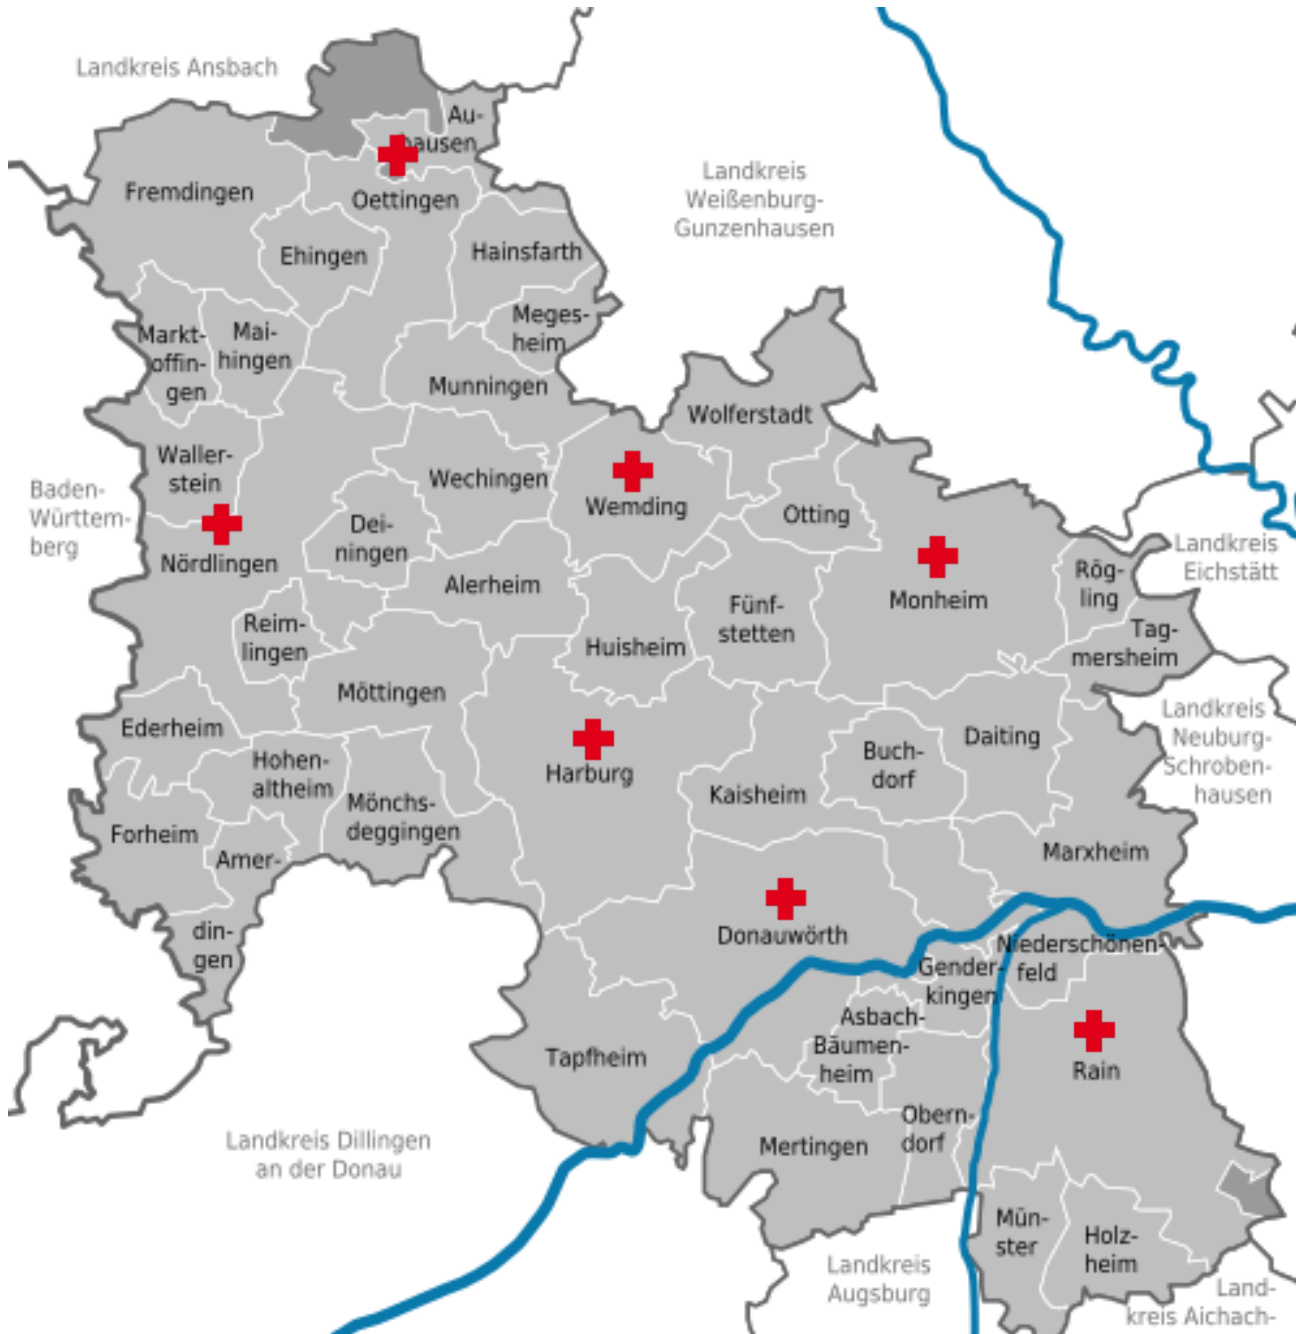 Landkreis Ansbach
Au-
hausen
Landkreis
Weißenburg-
Gunzenhausen
Fremdingen
Oettingen
Ehingen
Hainsfarth
Markt-
offin-
gen
Mai-
hingen
Meges-
heim
Munningen
Wolferstadt
Waller-
stein
Wechingen
Wemding
Otting
Baden-
Württem-
berg
Dei-
ningen
Nördlingen
Alerheim
Landkreis
Eichstätt
Rög-
ling
Monheim
Fünf-
stetten
Reim-
lingen
Huisheim
Tag-
mersheim
Möttingen
Landkreis
Neuburg-
Schroben-
hausen
Ederheim
Hohen-
altheim
Harburg
Buch-
dorf
Daiting
Kaisheim
Mönchs-
deggingen
Forheim
Amer-
din-
gen
Marxheim
Donauwörth
Niederschönen-
feld
Gender-
kingen
Asbach-
Bäumen-
heim
Tapfheim
Rain
Obern-
dorf
Mertingen
Landkreis Dillingen
an der Donau
Mün-
ster
Holz-
heim
Landkreis
Augsburg
Land-
kreis Aichach-